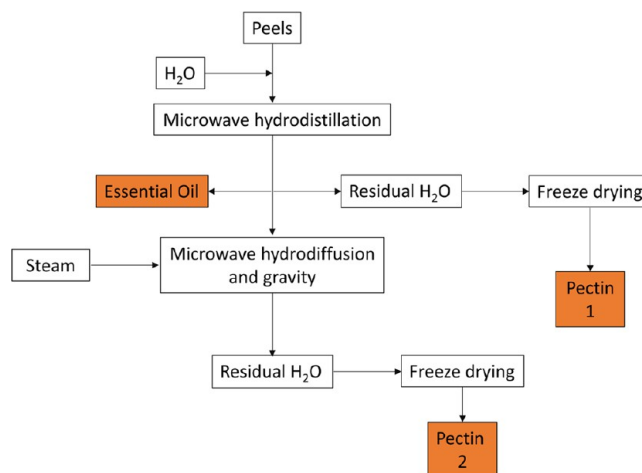 Peels
H₂O
Microwave hydrodistillation
Essential Oil
Residual H₂O
Freeze drying
Steam
Microwave hydrodiffusion
and gravity
Pectin
1
Residual H₂O
Freeze drying
Pectin
2